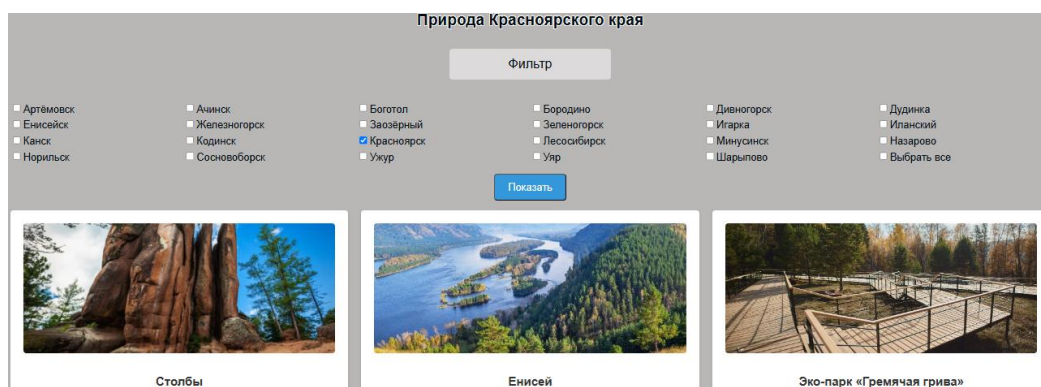 Природа Красноярского края
Фильтр
Артёмовск Ачинск Боготол Бородино Дивногорск Дудинка
Енисейск Железногорск Заозёрный Зеленогорск Игарка Иланский
Канск Кодинск Красноярск Лесосибирск Минусинск Назарово
Норильск Сосновоборск Ужур Уяр Шарыпово Выбрать все
Показать
Столбы Енисей Эко-парк «Гремячая грива»